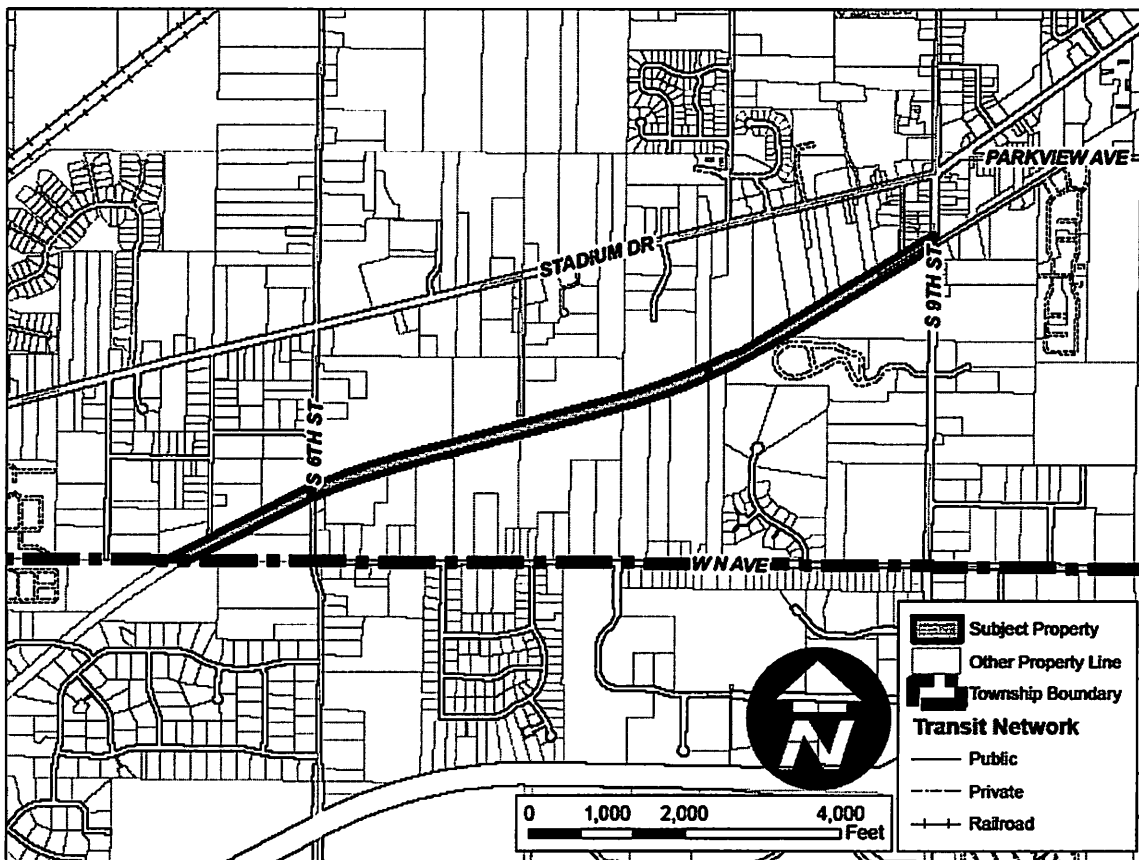 PARKVIEW AVE
STADIUM DR
S 9TH ST
S 6TH ST
W N AVE
Subject Property
Other Property Line
Township Boundary
Transit Network
Public
Private
Railroad
N
0 1,000 2,000 4,000
Feet